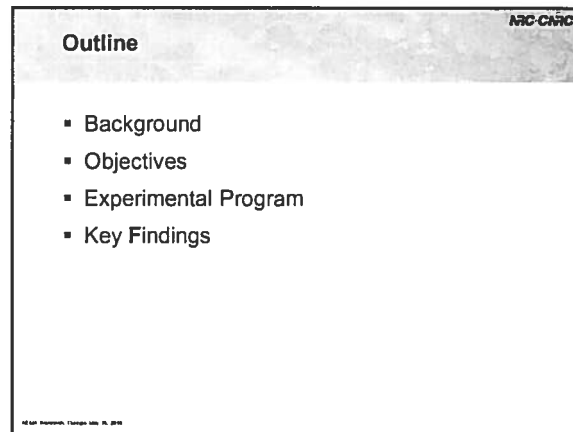 NRC·CNRC
Outline
▪ Background
▪ Objectives
▪ Experimental Program
▪ Key Findings